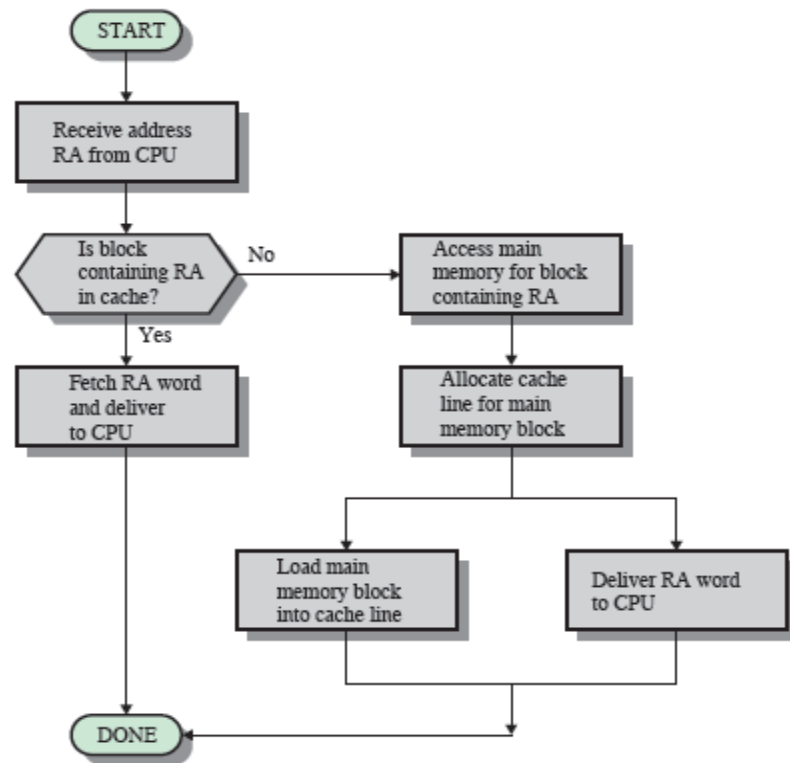 START
Receive address
RA from CPU
Is block
containing RA
in cache?
No
Access main
memory for block
containing RA
Yes
Fetch RA word
and deliver
to CPU
Allocate cache
line for main
memory block
Load main
memory block
into cache line
Deliver RA word
to CPU
DONE